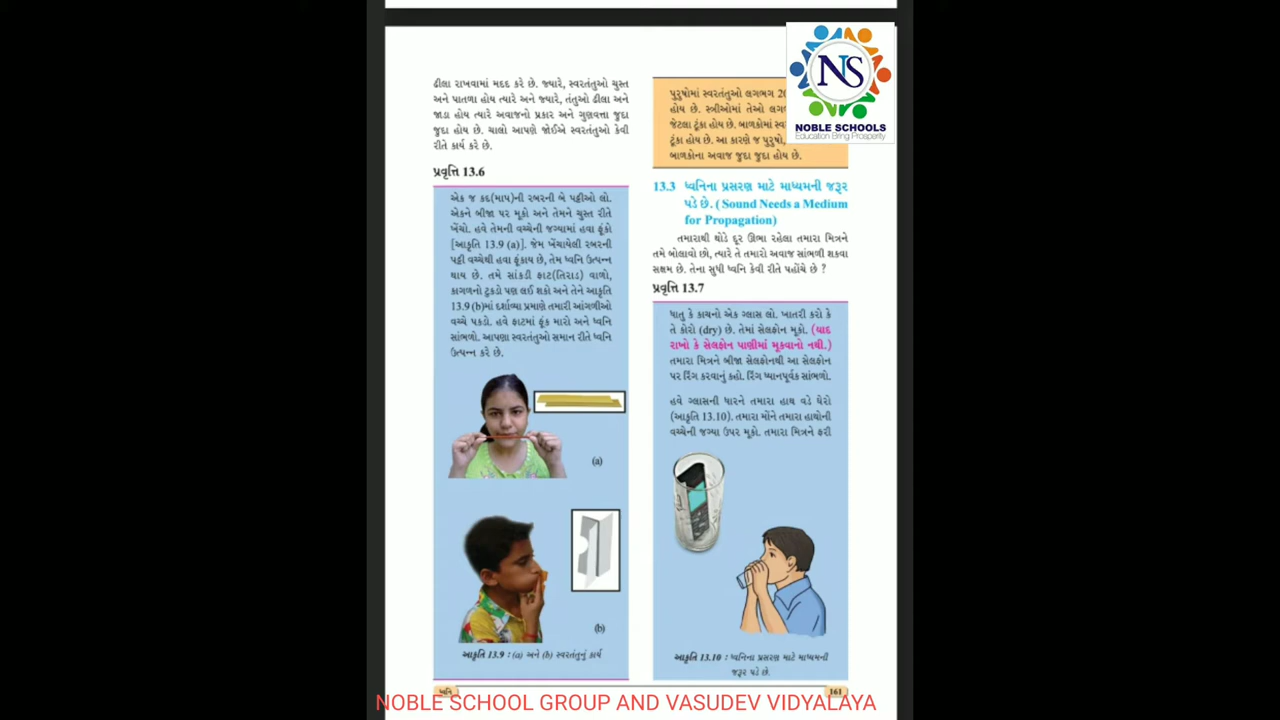 ઢીલા રાખવામાં મદદ કરે છે. જ્યારે, સ્વરતંતુઓ ચુસ્ત
અને પાતળા હોય ત્યારે અને જ્યારે, તંતુઓ ઢીલા અને
જાડા હોય ત્યારે અવાજનો પ્રકાર અને ગુણવત્તા જુદા
જુદા હોય છે. ચાલો આપણે જોઈએ સ્વરતંતુઓ કેવી
રીતે કાર્ય કરે છે.
પ્રવૃત્તિ 13.6
એક જ કદ(માપ)ની રબરની બે પટ્ટીઓ લો.
એકને બીજા પર મૂકો અને તેમને ચુસ્ત રીતે
ખેંચો. હવે તેમની વચ્ચેની જગ્યામાં હવા ફૂંકો
[આકૃતિ 13.9 (a)]. જેમ ખેંચાયેલી રબરની
પટ્ટી વચ્ચેથી હવા ફૂંકાય છે, તેમ ધ્વનિ ઉત્પન્ન
થાય છે. તમે સાંકડી ફાટ(તિરાડ) વાળો,
કાગળનો ટુકડો પણ લઈ શકો અને તેને આકૃતિ
13.9 (b)માં દર્શાવ્યા પ્રમાણે તમારી આંગળીઓ
વચ્ચે પકડો. હવે ફાટમાં ફૂંક મારો અને ધ્વનિ
સાંભળો. આપણા સ્વરતંતુઓ સમાન રીતે ધ્વનિ
ઉત્પન્ન કરે છે.
(a)
(b)
આકૃતિ 13.9 : (a) અને (b) સ્વરતંતુનું કાર્ય
ધ્વનિ
પુરુષોમાં સ્વરતંતુઓ લગભગ 20
હોય છે. સ્ત્રીઓમાં તેઓ લગ
જેટલા ટૂંકા હોય છે. બાળકોમાં સ્વ
ટૂંકા હોય છે. આ કારણે જ પુરુષો,
બાળકોના અવાજ જુદા જુદા હોય છે.
13.3 ધ્વનિના પ્રસરણ માટે માધ્યમની જરૂર
પડે છે. ( Sound Needs a Medium
for Propagation)
તમારાથી થોડે દૂર ઊભા રહેલા તમારા મિત્રને
તમે બોલાવો છો, ત્યારે તે તમારો અવાજ સાંભળી શકવા
સક્ષમ છે. તેના સુધી ધ્વનિ કેવી રીતે પહોંચે છે ?
પ્રવૃત્તિ 13.7
ધાતુ કે કાચનો એક ગ્લાસ લો. ખાતરી કરો કે
તે કોરો (dry) છે. તેમાં સેલફોન મૂકો. (યાદ
રાખો કે સેલફોન પાણીમાં મૂકવાનો નથી.)
તમારા મિત્રને બીજા સેલફોનથી આ સેલફોન
પર રિંગ કરવાનું કહો. રિંગ ધ્યાનપૂર્વક સાંભળો.
હવે ગ્લાસની ધારને તમારા હાથ વડે ઘેરો
(આકૃતિ 13.10). તમારા મોંને તમારા હાથોની
વચ્ચેની જગ્યા ઉપર મૂકો. તમારા મિત્રને ફરી
આકૃતિ 13.10 : ધ્વનિના પ્રસરણ માટે માધ્યમની
જરૂર પડે છે.
161
NS
NOBLE SCHOOLS
Education Bring Prosperity
NOBLE SCHOOL GROUP AND VASUDEV VIDYALAYA